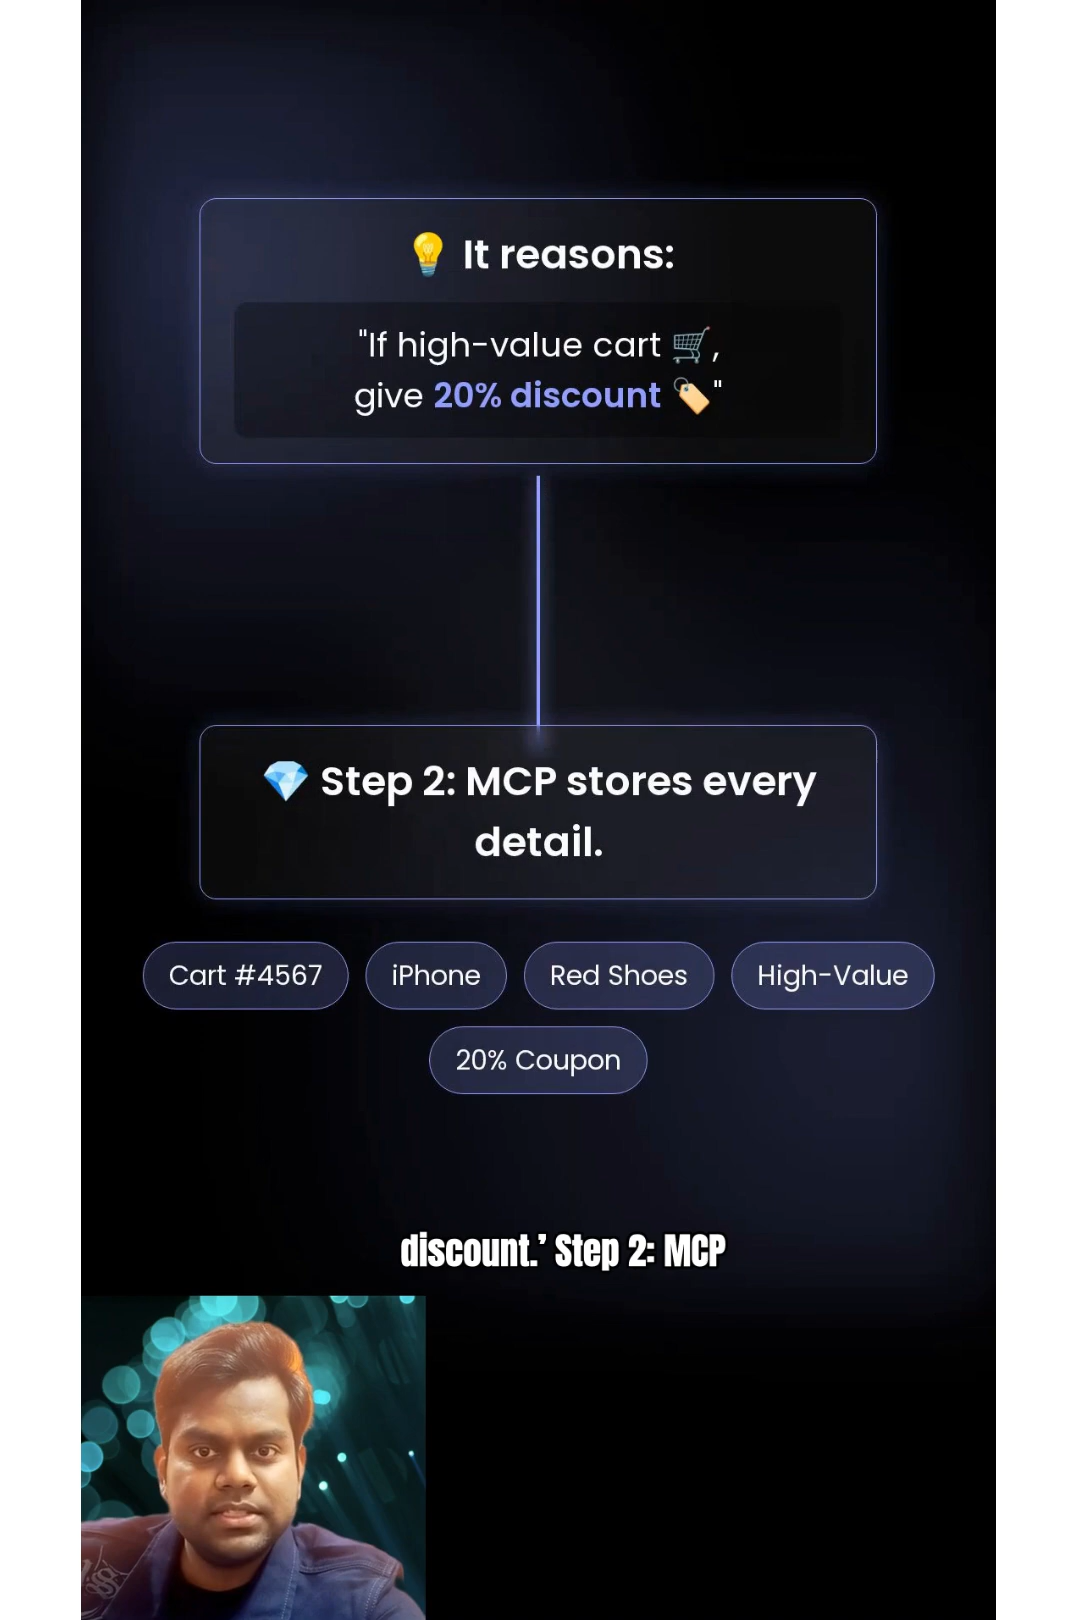 💡 It reasons:
"If high-value cart 🛒,
give 20% discount 🏷️"
💎 Step 2: MCP stores every
detail.
Cart #4567
iPhone
Red Shoes
High-Value
20% Coupon
discount.’ Step 2: MCP